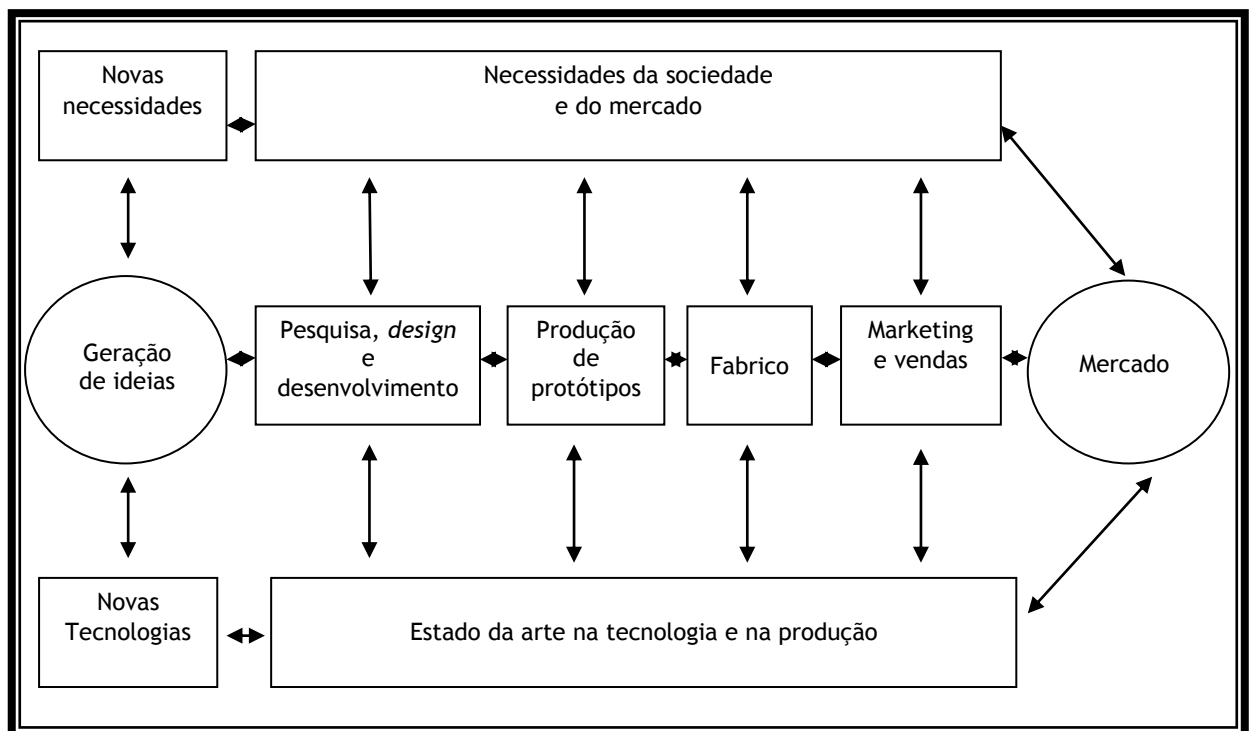 Novas
necessidades
Necessidades da sociedade
e do mercado
Geração
de ideias
Pesquisa, design
e
desenvolvimento
Produção
de
protótipos
Fabrico
Marketing
e vendas
Mercado
Novas
Tecnologias
Estado da arte na tecnologia e na produção